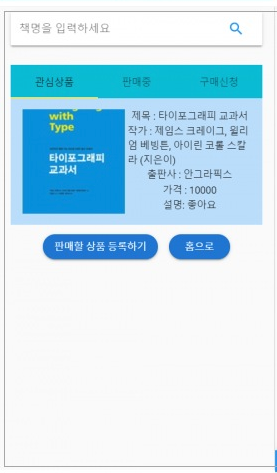 책명을 입력하세요
관심상품
판매중
구매신청
with
Type
타이포그래피
교과서
제목 : 타이포그래피 교과서
작가 : 제임스 크레이그, 윌리
엄 베빙튼, 아이린 코롤 스칼
라 (지은이)
출판사 : 안그라픽스
가격 : 10000
설명: 좋아요
판매할 상품 등록하기
홈으로